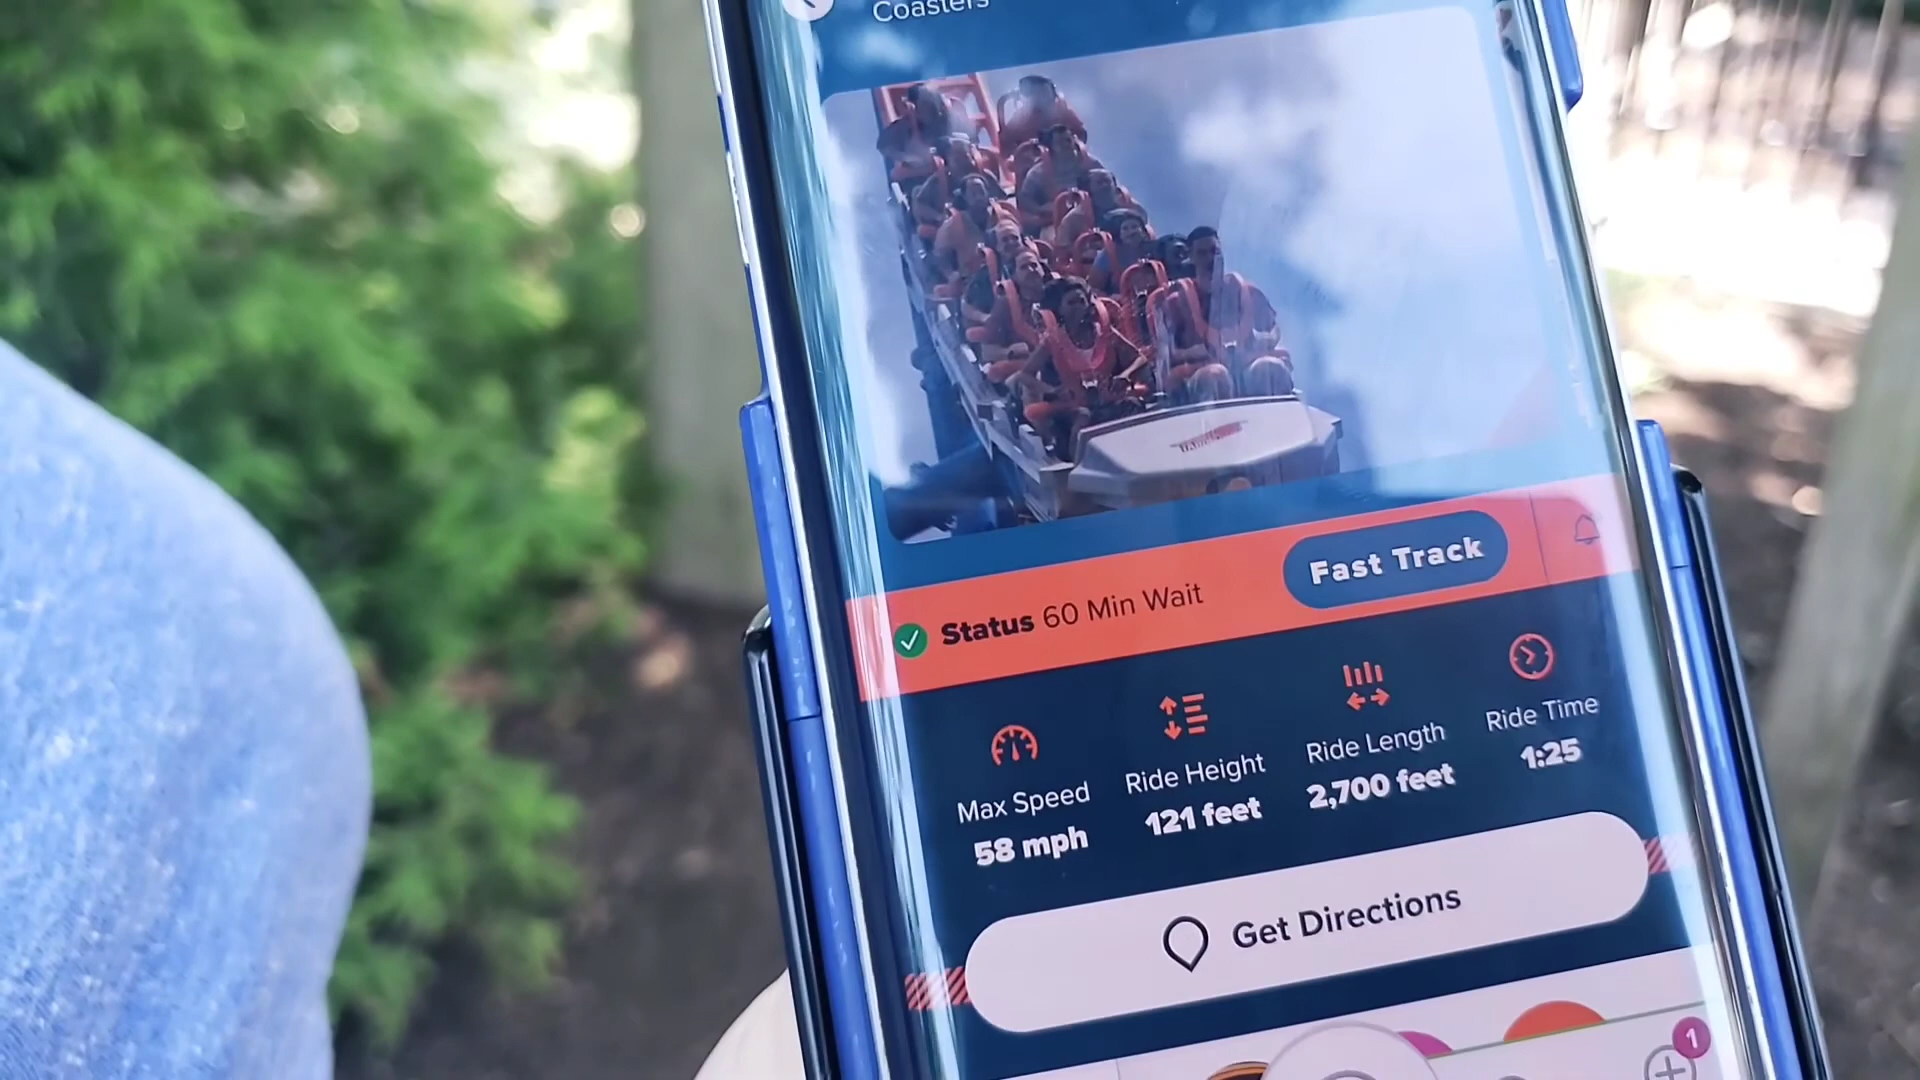 Coasters
Status 60 Min Wait
Fast Track
Max Speed
58 mph
Ride Height
121 feet
Ride Length
2,700 feet
Ride Time
1:25
Get Directions
1